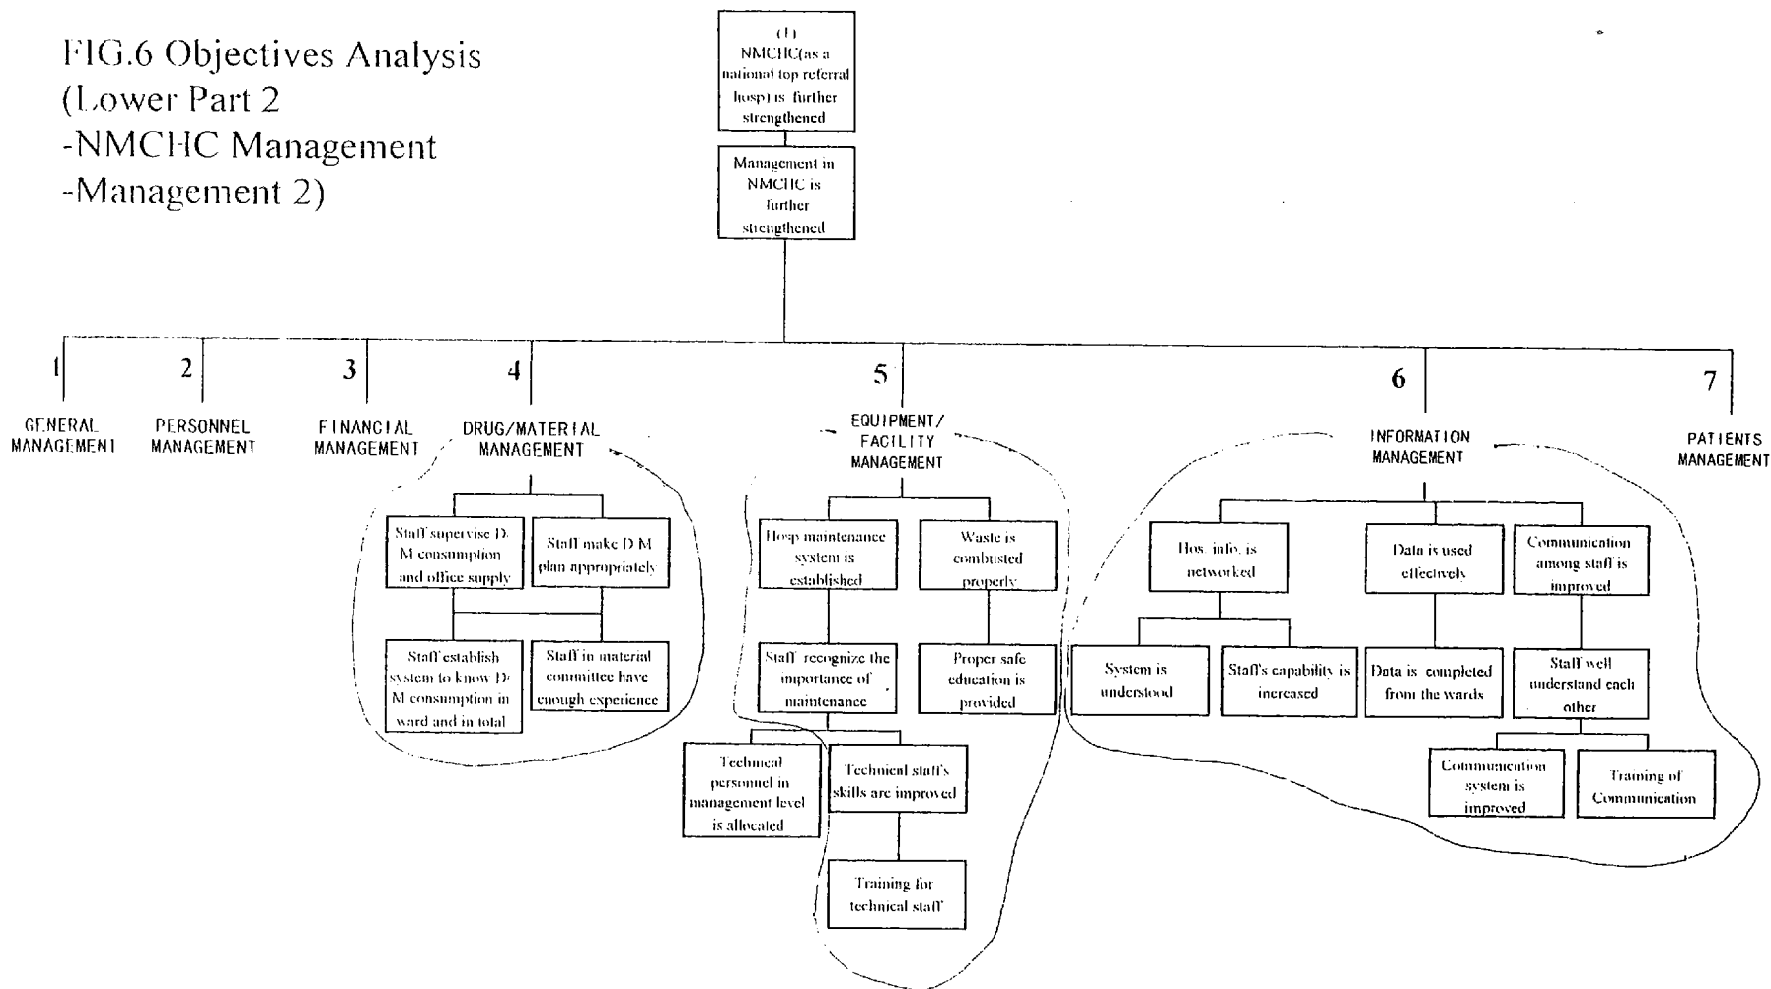 FIG.6 Objectives Analysis
(Lower Part 2
-NMCHC Management
-Management 2)
(1)
NMCHC(as a
national top referral
hosp) is further
strengthened
Management in
NMCHC is
further
strengthened
1
2
3
4
5
6
7
GENERAL
MANAGEMENT
PERSONNEL
MANAGEMENT
FINANCIAL
MANAGEMENT
DRUG/MATERIAL
MANAGEMENT
EQUIPMENT/
FACILITY
MANAGEMENT
INFORMATION
MANAGEMENT
PATIENTS
MANAGEMENT
Staff supervise D-
M consumption
and office supply
Staff make D-M
plan appropriately
Hosp maintenance
system is
established
Waste is
combusted
properly
Hos. info. is
networked
Data is used
effectively
Communication
among staff is
improved
Staff establish
system to know D-
M consumption in
ward and in total
Staff in material
committee have
enough experience
Staff recognize the
importance of
maintenance
Proper safe
education is
provided
System is
understood
Staff's capability is
increased
Data is completed
from the wards
Staff well
understand each
other
Technical
personnel in
management level
is allocated
Technical staff's
skills are improved
Communication
system is
improved
Training of
Communication
Training for
technical staff